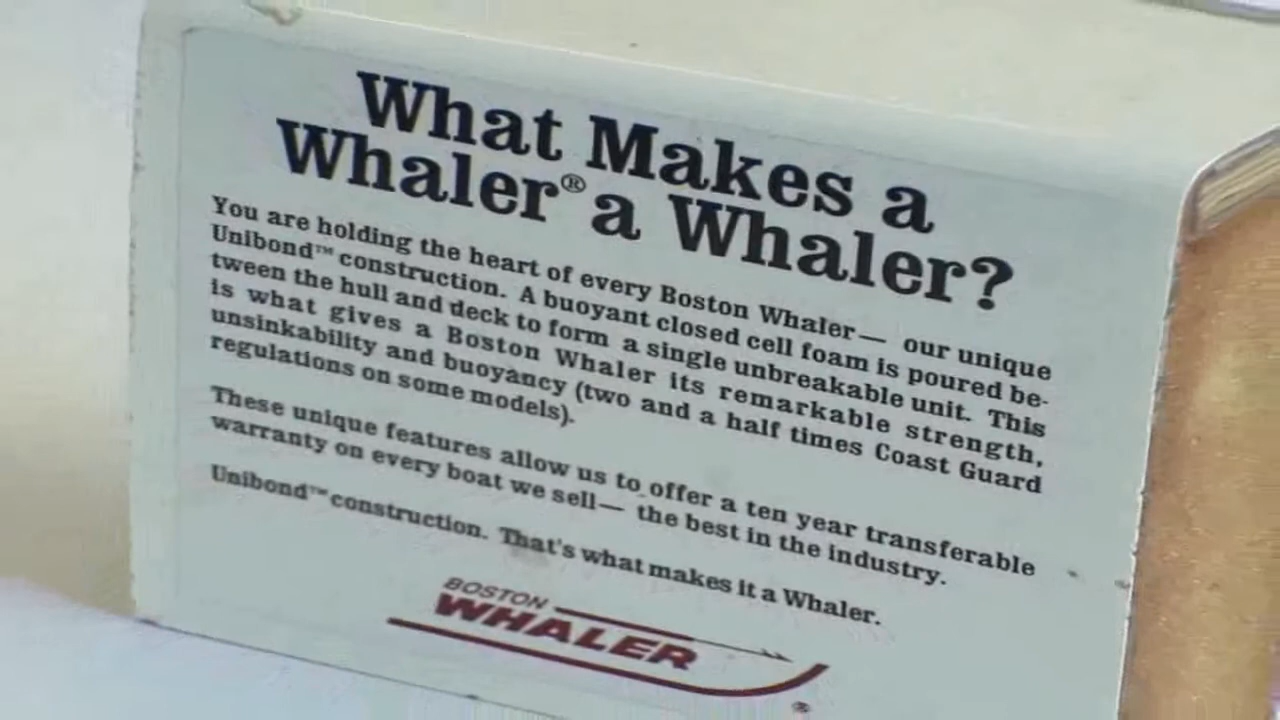 What Makes a
Whaler® a Whaler?
You are holding the heart of every Boston Whaler— our unique
Unibond™ construction. A buoyant closed cell foam is poured be-
tween the hull and deck to form a single unbreakable unit. This
is what gives a Boston Whaler its remarkable strength,
unsinkability and buoyancy (two and a half times Coast Guard
regulations on some models).
These unique features allow us to offer a ten year transferable
warranty on every boat we sell— the best in the industry.
Unibond™ construction. That's what makes it a Whaler.
BOSTON
WHALER
®